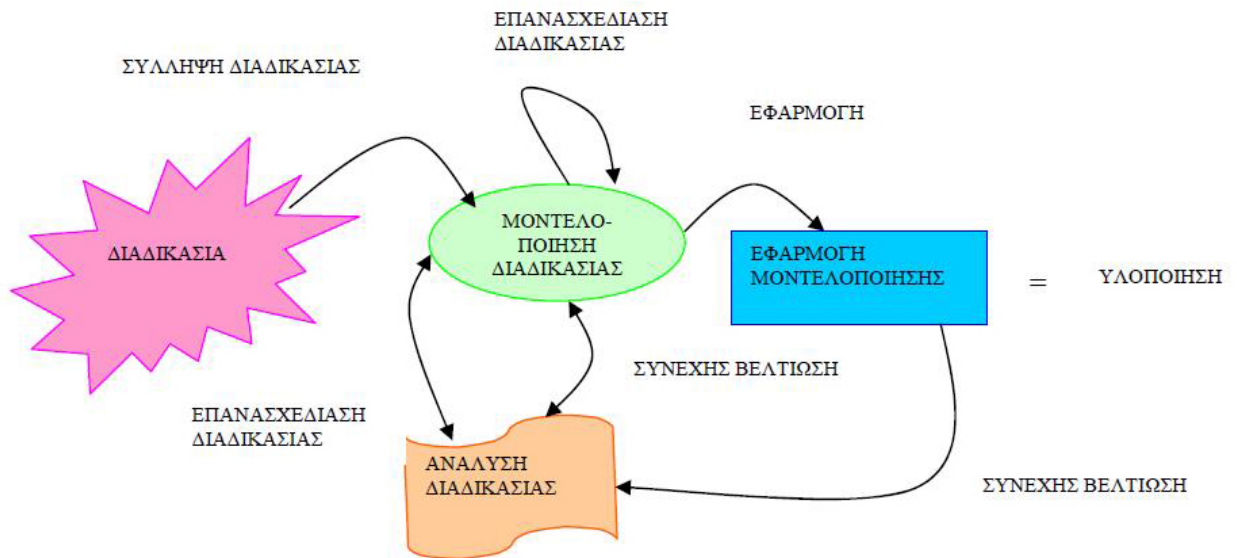 ΕΠΑΝΑΣΧΕΔΙΑΣΗ
ΔΙΑΔΙΚΑΣΙΑΣ
ΣΥΛΛΗΨΗ ΔΙΑΔΙΚΑΣΙΑΣ
ΕΦΑΡΜΟΓΗ
ΔΙΑΔΙΚΑΣΙΑ
ΜΟΝΤΕΛΟ-
ΠΟΙΗΣΗ
ΔΙΑΔΙΚΑΣΙΑΣ
ΕΦΑΡΜΟΓΗ
ΜΟΝΤΕΛΟΠΟΙΗΣΗΣ
= ΥΛΟΠΟΙΗΣΗ
ΣΥΝΕΧΗΣ ΒΕΛΤΙΩΣΗ
ΕΠΑΝΑΣΧΕΔΙΑΣΗ
ΔΙΑΔΙΚΑΣΙΑΣ
ΑΝΑΛΥΣΗ
ΔΙΑΔΙΚΑΣΙΑΣ
ΣΥΝΕΧΗΣ ΒΕΛΤΙΩΣΗ